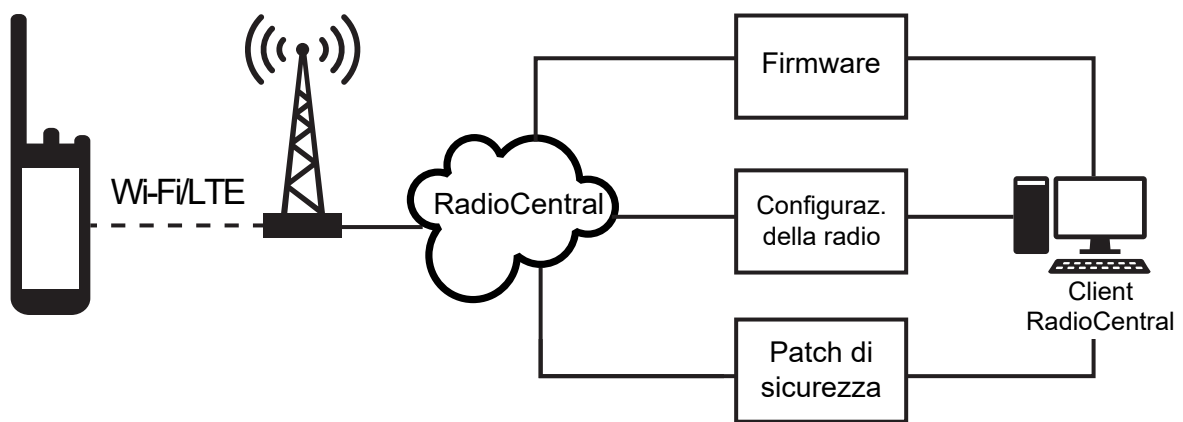 Wi-Fi/LTE
RadioCentral
Firmware
Configuraz.
della radio
Patch di
sicurezza
Client
RadioCentral